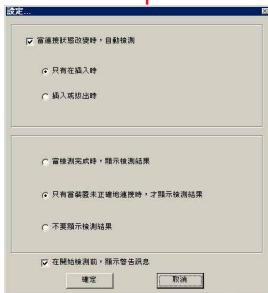 設定...
當連接狀態改變時，自動檢測
只有在插入時
插入或拔出時
當檢測完成時，顯示檢測結果
只有當裝置未正確地連接時，才顯示檢測結果
不要顯示檢測結果
在開始檢測前，顯示警告訊息
確定
取消